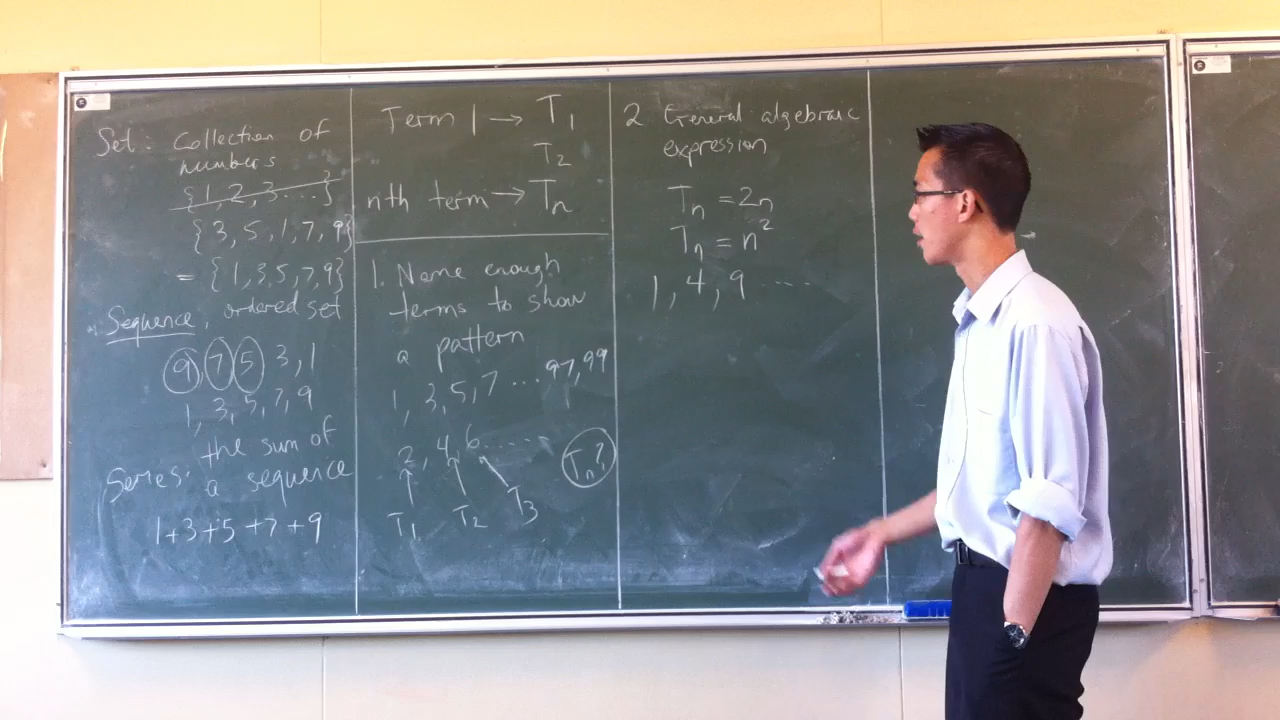 Set: Collection of
numbers
{1, 2, 3....}
{3, 5, 1, 7, 9}
= {1, 3, 5, 7, 9}
Sequence: ordered set
9, 7, 5, 3, 1
1, 3, 5, 7, 9
Series: the sum of
a sequence
1+3+5+7+9
Term 1 → T1
T2
nth term → Tn
1. Name enough
terms to show
a pattern
1, 3, 5, 7 ... 97, 99
2, 4, 6......
Tn?
T1 T2 T3
2 General algebraic
expression
Tn = 2n
Tn = n²
1, 4, 9 ....